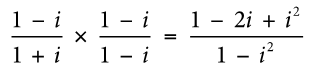 (1 − i)/(1 + i) × (1 − i)/(1 − i) = (1 − 2i + i²)/(1 − i²)